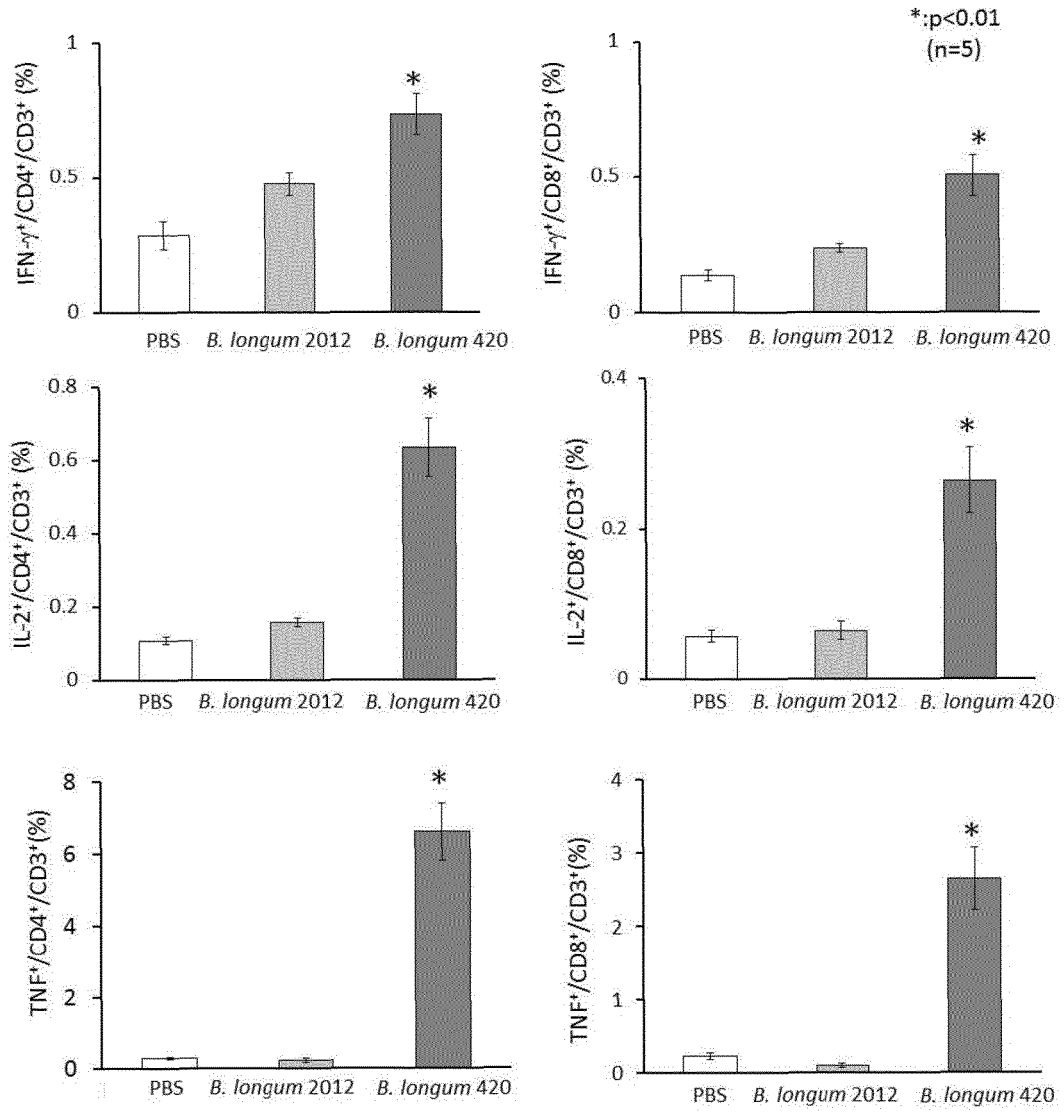 *:p<0.01
(n=5)
IFN-γ⁺/CD4⁺/CD3⁺ (%)
1
0.5
0
PBS B. longum 2012 B. longum 420
*
IFN-γ⁺/CD8⁺/CD3⁺ (%)
1
0.5
0
PBS B. longum 2012 B. longum 420
*
IL-2⁺/CD4⁺/CD3⁺ (%)
0.8
0.6
0.4
0.2
0
PBS B. longum 2012 B. longum 420
*
IL-2⁺/CD8⁺/CD3⁺ (%)
0.4
0.2
0
PBS B. longum 2012 B. longum 420
*
TNF⁺/CD4⁺/CD3⁺(%)
8
6
4
2
0
PBS B. longum 2012 B. longum 420
*
TNF⁺/CD8⁺/CD3⁺(%)
4
3
2
1
0
PBS B. longum 2012 B. longum 420
*